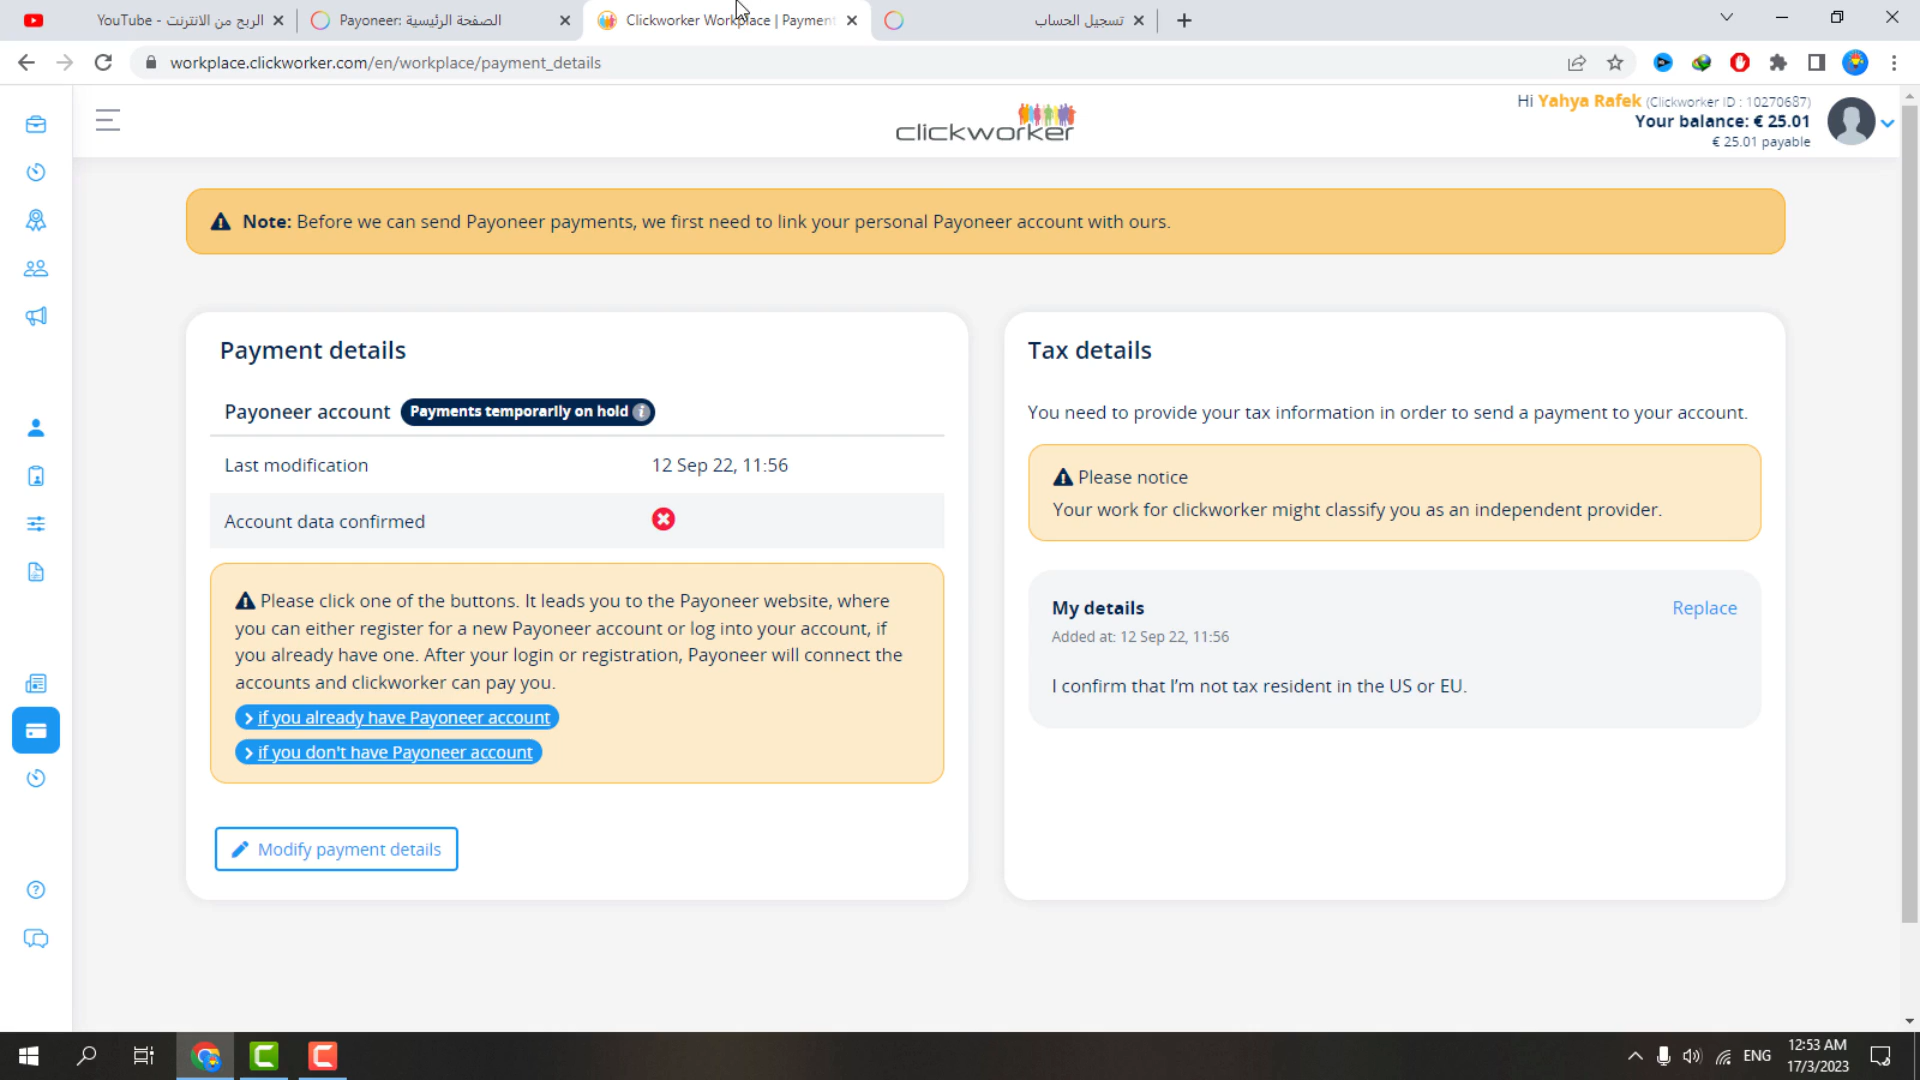 YouTube - الربح من الانترنت
Payoneer: الصفحة الرئيسية
Clickworker Workplace | Payment
تسجيل الحساب
workplace.clickworker.com/en/workplace/payment_details
clickworker
Hi Yahya Rafek (Clickworker ID : 10270687)
Your balance: € 25.01
€ 25.01 payable
Note: Before we can send Payoneer payments, we first need to link your personal Payoneer account with ours.
Payment details
Payoneer account Payments temporarily on hold
Last modification 12 Sep 22, 11:56
Account data confirmed
Please click one of the buttons. It leads you to the Payoneer website, where
you can either register for a new Payoneer account or log into your account, if
you already have one. After your login or registration, Payoneer will connect the
accounts and clickworker can pay you.
if you already have Payoneer account
if you don't have Payoneer account
Modify payment details
Tax details
You need to provide your tax information in order to send a payment to your account.
Please notice
Your work for clickworker might classify you as an independent provider.
My details Replace
Added at: 12 Sep 22, 11:56
I confirm that I'm not tax resident in the US or EU.
ENG
12:53 AM
17/3/2023